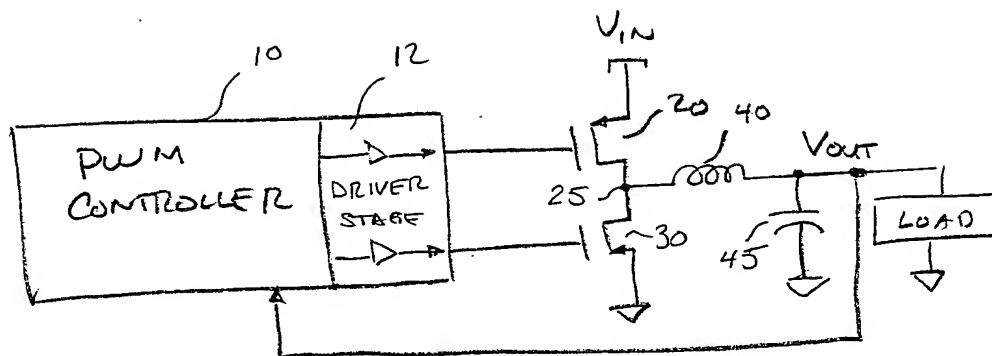 10
12
VIN
20
40
PWM
CONTROLLER
DRIVER
STAGE
25
VOUT
30
45
LOAD